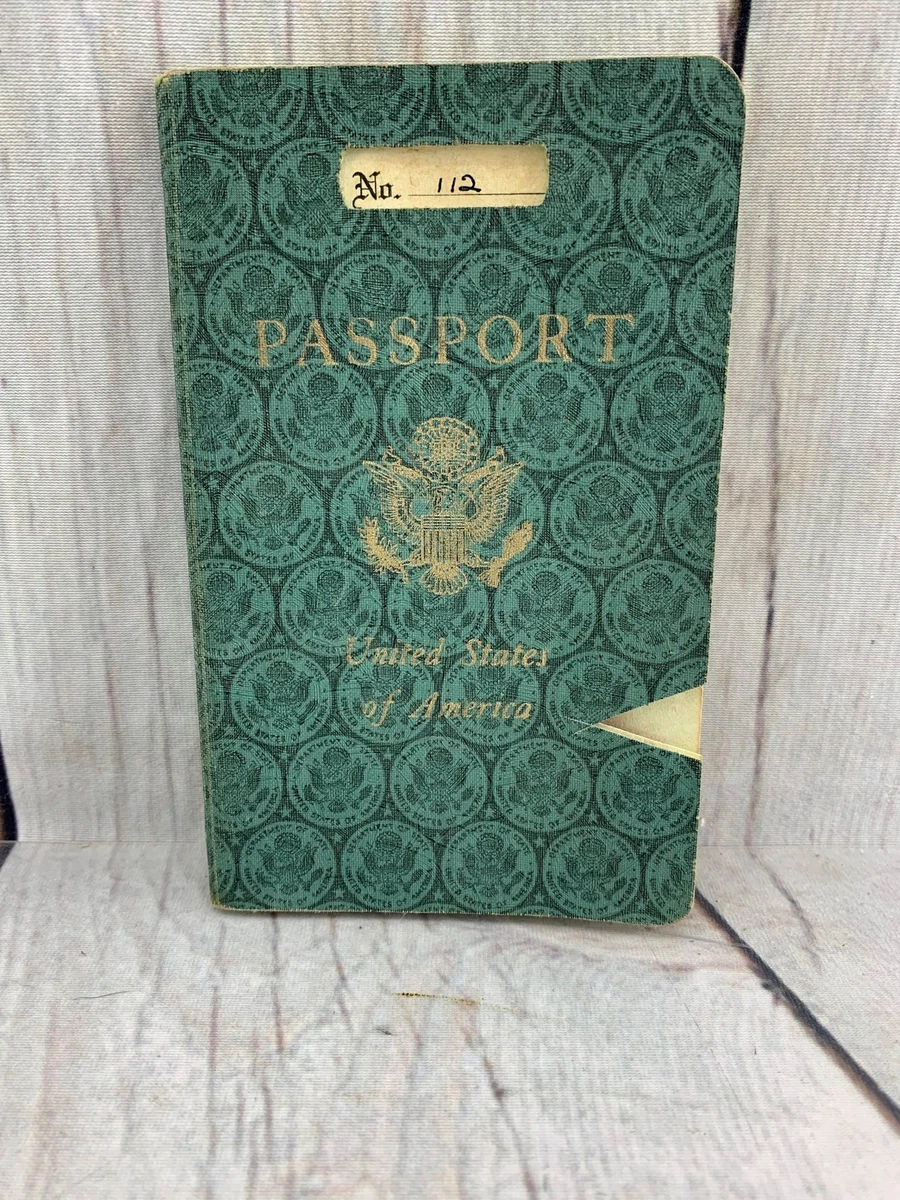 No. 112
PASSPORT
United States
of America